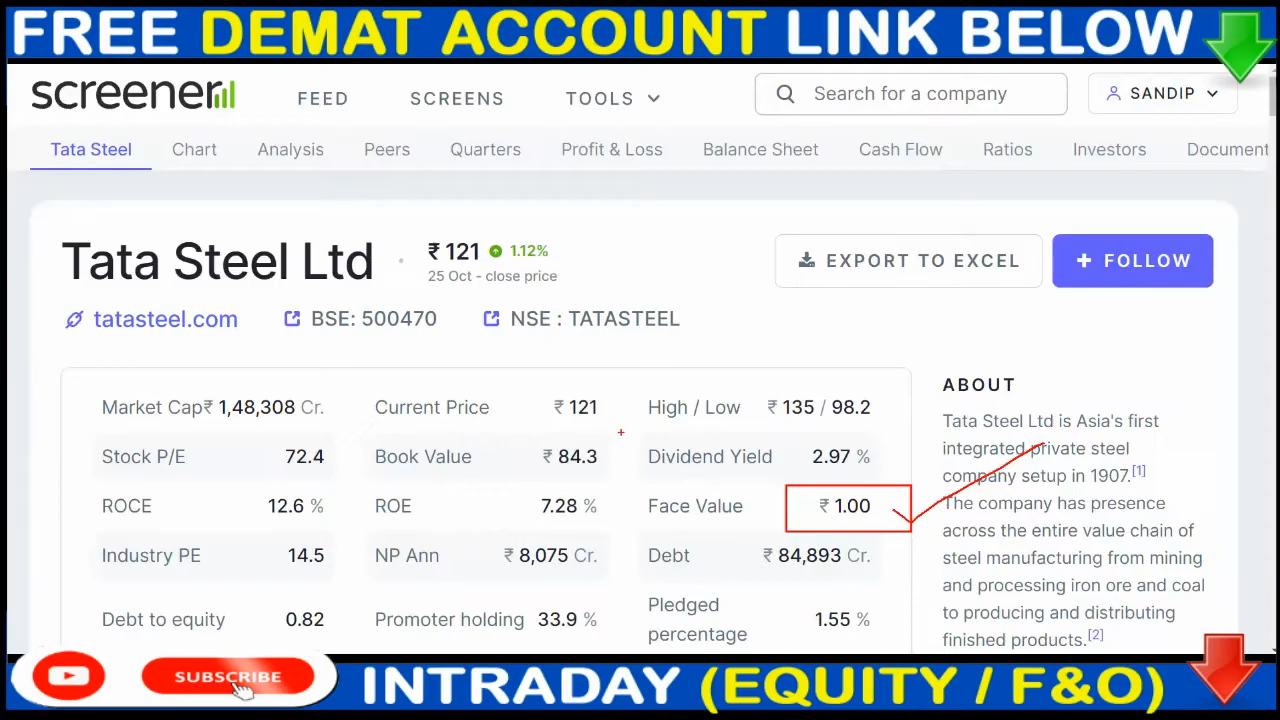 FREE DEMAT ACCOUNT LINK BELOW
screener
FEED SCREENS TOOLS
Search for a company
SANDIP
Tata Steel Chart Analysis Peers Quarters Profit & Loss Balance Sheet Cash Flow Ratios Investors Document
Tata Steel Ltd
₹ 121 1.12%
25 Oct - close price
EXPORT TO EXCEL
+ FOLLOW
tatasteel.com BSE: 500470 NSE : TATASTEEL
Market Cap ₹ 1,48,308 Cr. Current Price ₹ 121 High / Low ₹ 135 / 98.2
Stock P/E 72.4 Book Value ₹ 84.3 Dividend Yield 2.97 %
ROCE 12.6 % ROE 7.28 % Face Value ₹ 1.00
Industry PE 14.5 NP Ann ₹ 8,075 Cr. Debt ₹ 84,893 Cr.
Debt to equity 0.82 Promoter holding 33.9 % Pledged percentage 1.55 %
ABOUT
Tata Steel Ltd is Asia's first
integrated private steel
company setup in 1907.[1]
The company has presence
across the entire value chain of
steel manufacturing from mining
and processing iron ore and coal
to producing and distributing
finished products.[2]
SUBSCRIBE
INTRADAY (EQUITY / F&O)